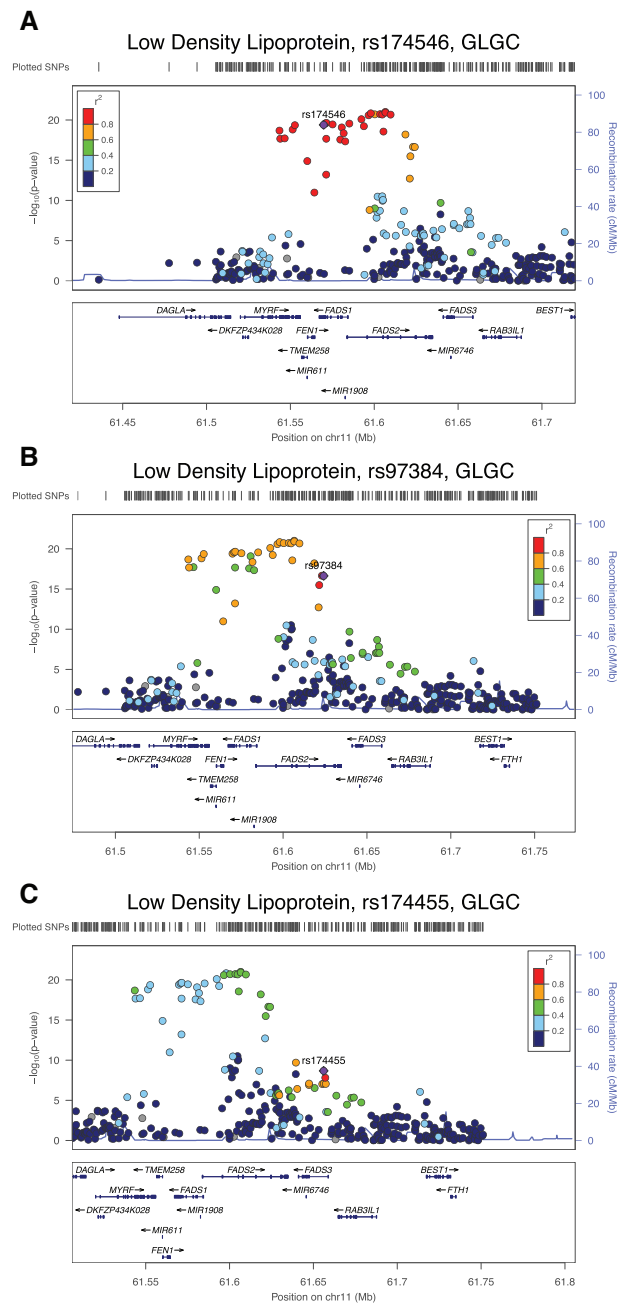 A
Low Density Lipoprotein, rs174546, GLGC
Plotted SNPs
r²
0.8
0.6
0.4
0.2
rs174546
20
15
10
5
0
−log10(p−value)
100
80
60
40
20
0
Recombination rate (cM/Mb)
DAGLA→ MYRF→ ←FADS1 ←FADS3 BEST1→
←DKFZP434K028 FEN1→ FADS2→ ←RAB3IL1
←TMEM258 ←MIR6746
←MIR611
←MIR1908
61.45 61.5 61.55 61.6 61.65 61.7
Position on chr11 (Mb)
B
Low Density Lipoprotein, rs97384, GLGC
Plotted SNPs
r²
0.8
0.6
0.4
0.2
rs97384
20
15
10
5
0
−log10(p−value)
100
80
60
40
20
0
Recombination rate (cM/Mb)
DAGLA→ MYRF→ ←FADS1 ←FADS3 BEST1→
←DKFZP434K028 FEN1→ FADS2→ ←RAB3IL1 ←FTH1
←TMEM258 ←MIR6746
←MIR611
←MIR1908
61.5 61.55 61.6 61.65 61.7 61.75
Position on chr11 (Mb)
C
Low Density Lipoprotein, rs174455, GLGC
Plotted SNPs
r²
0.8
0.6
0.4
0.2
rs174455
20
15
10
5
0
−log10(p−value)
100
80
60
40
20
0
Recombination rate (cM/Mb)
DAGLA→ ←TMEM258 FADS2→ ←FADS3 BEST1→
MYRF→ ←FADS1 ←MIR6746 ←FTH1
←DKFZP434K028 ←MIR1908 ←RAB3IL1
←MIR611
FEN1→
61.55 61.6 61.65 61.7 61.75 61.8
Position on chr11 (Mb)